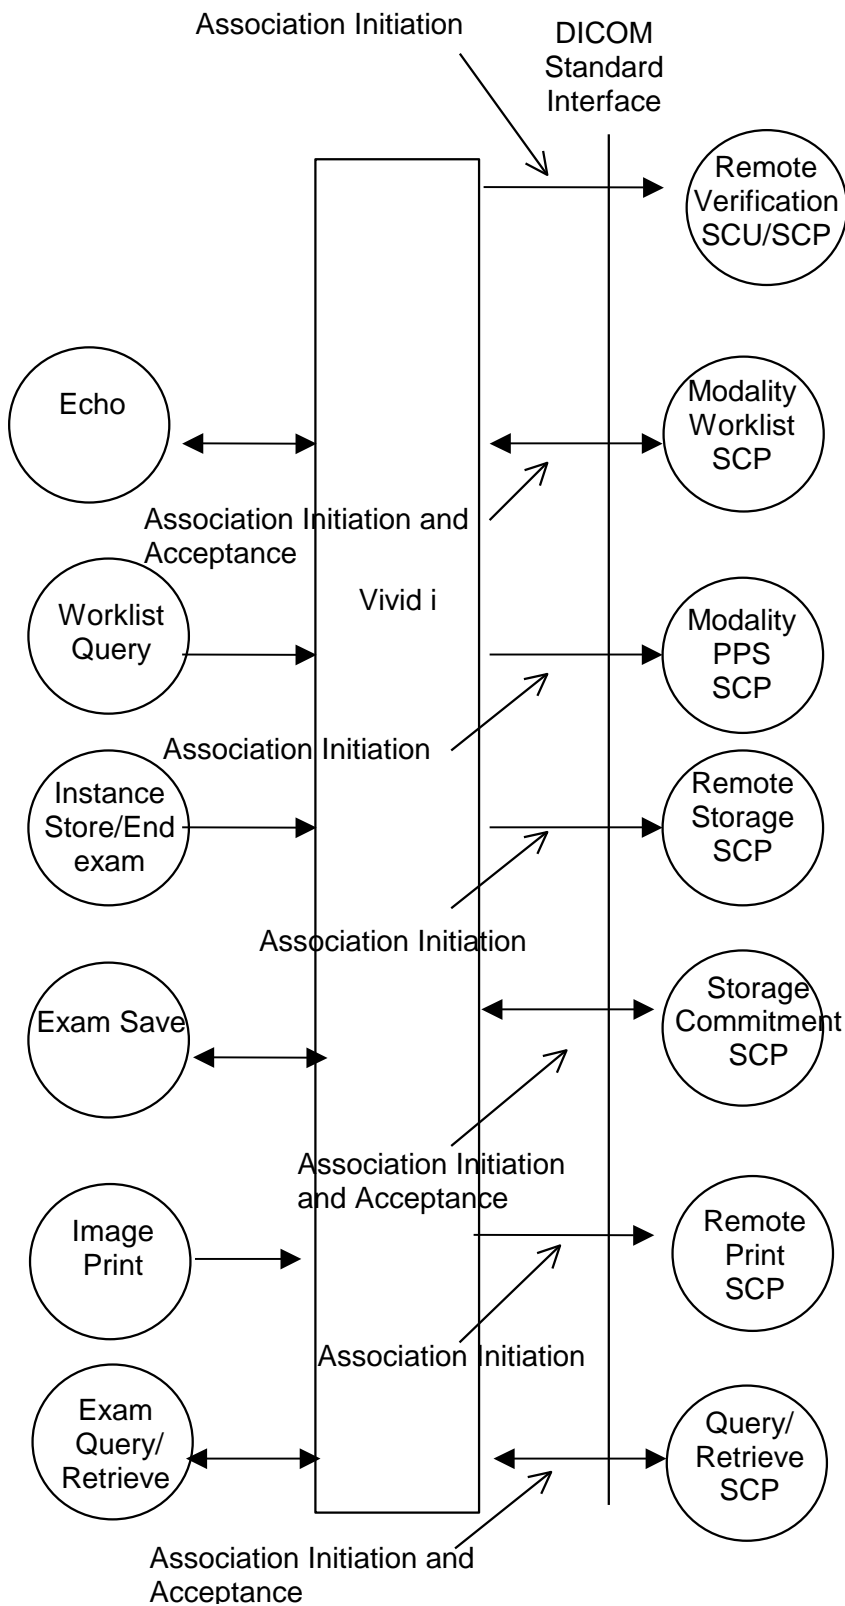 Association Initiation
DICOM
Standard
Interface
Remote
Verification
SCU/SCP
Echo
Modality
Worklist
SCP
Association Initiation and
Acceptance
Vivid i
Worklist
Query
Modality
PPS
SCP
Association Initiation
Instance
Store/End
exam
Remote
Storage
SCP
Association Initiation
Exam Save
Storage
Commitment
SCP
Association Initiation
and Acceptance
Image
Print
Remote
Print
SCP
Association Initiation
Exam
Query/
Retrieve
Query/
Retrieve
SCP
Association Initiation and
Acceptance